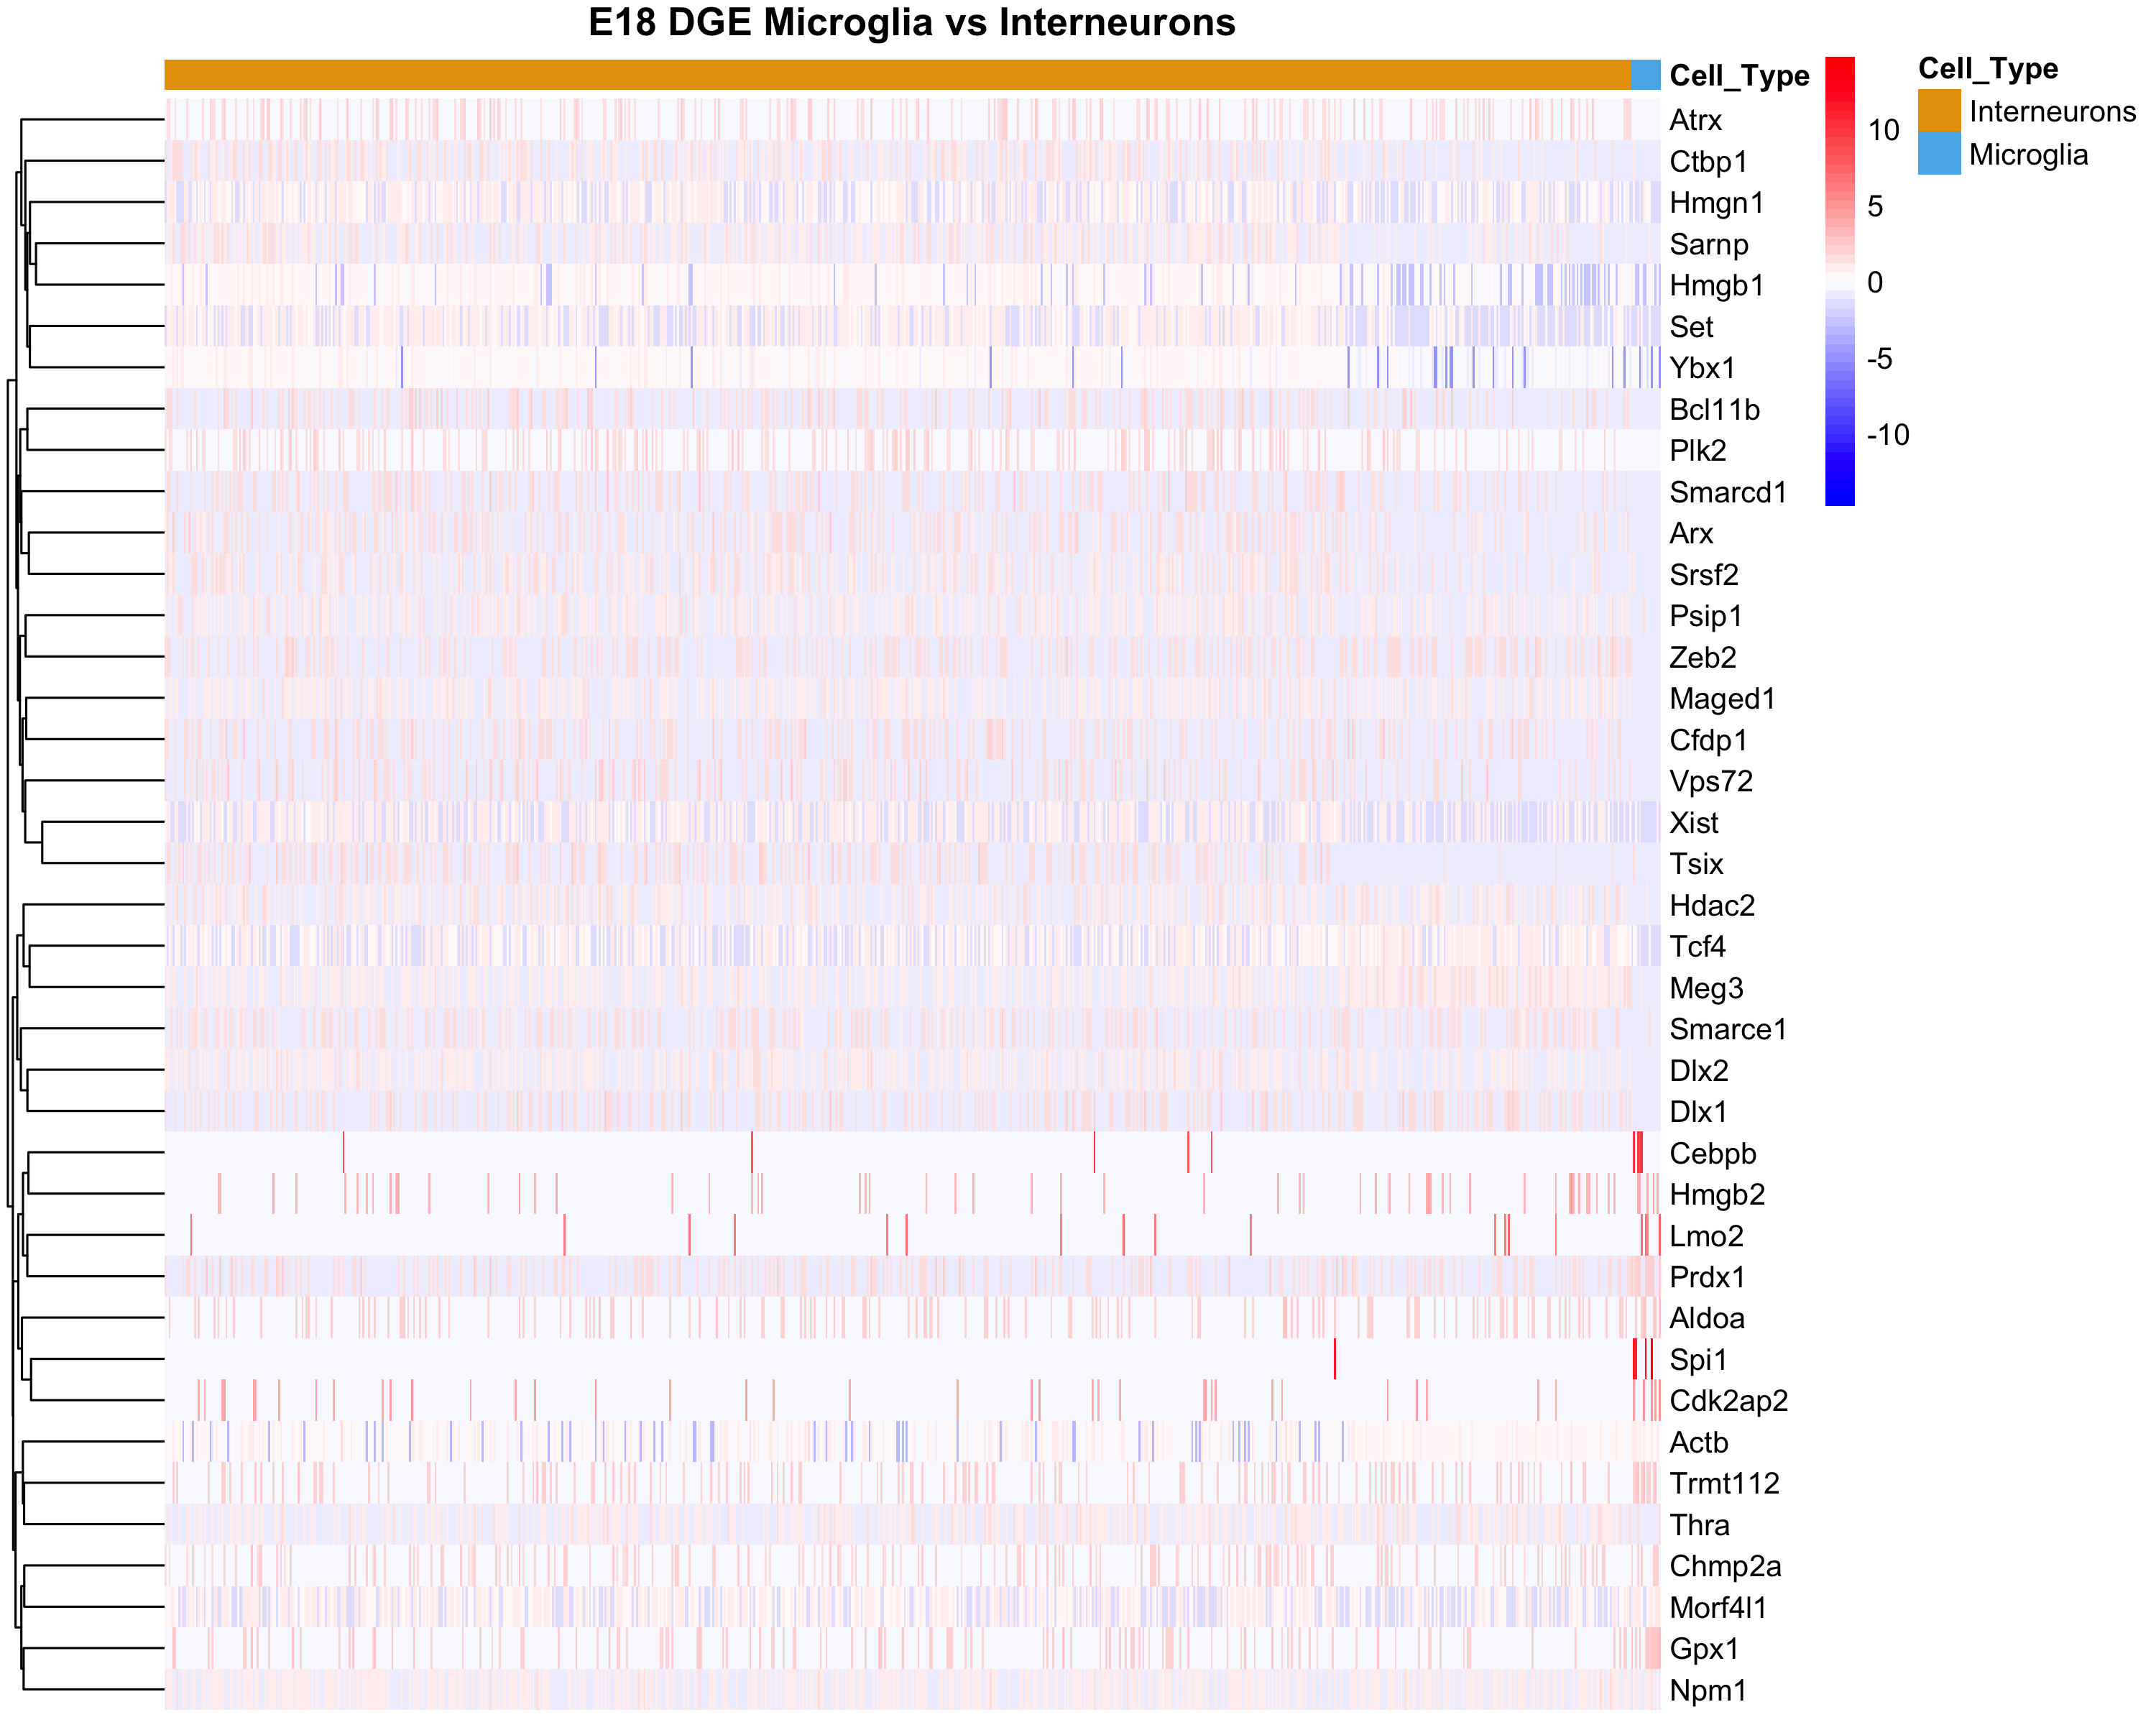 E18 DGE Microglia vs Interneurons
Cell_Type
Atrx
Ctbp1
Hmgn1
Sarnp
Hmgb1
Set
Ybx1
Bcl11b
Plk2
Smarcd1
Arx
Srsf2
Psip1
Zeb2
Maged1
Cfdp1
Vps72
Xist
Tsix
Hdac2
Tcf4
Meg3
Smarce1
Dlx2
Dlx1
Cebpb
Hmgb2
Lmo2
Prdx1
Aldoa
Spi1
Cdk2ap2
Actb
Trmt112
Thra
Chmp2a
Morf4l1
Gpx1
Npm1
10
5
0
-5
-10
Cell_Type
Interneurons
Microglia